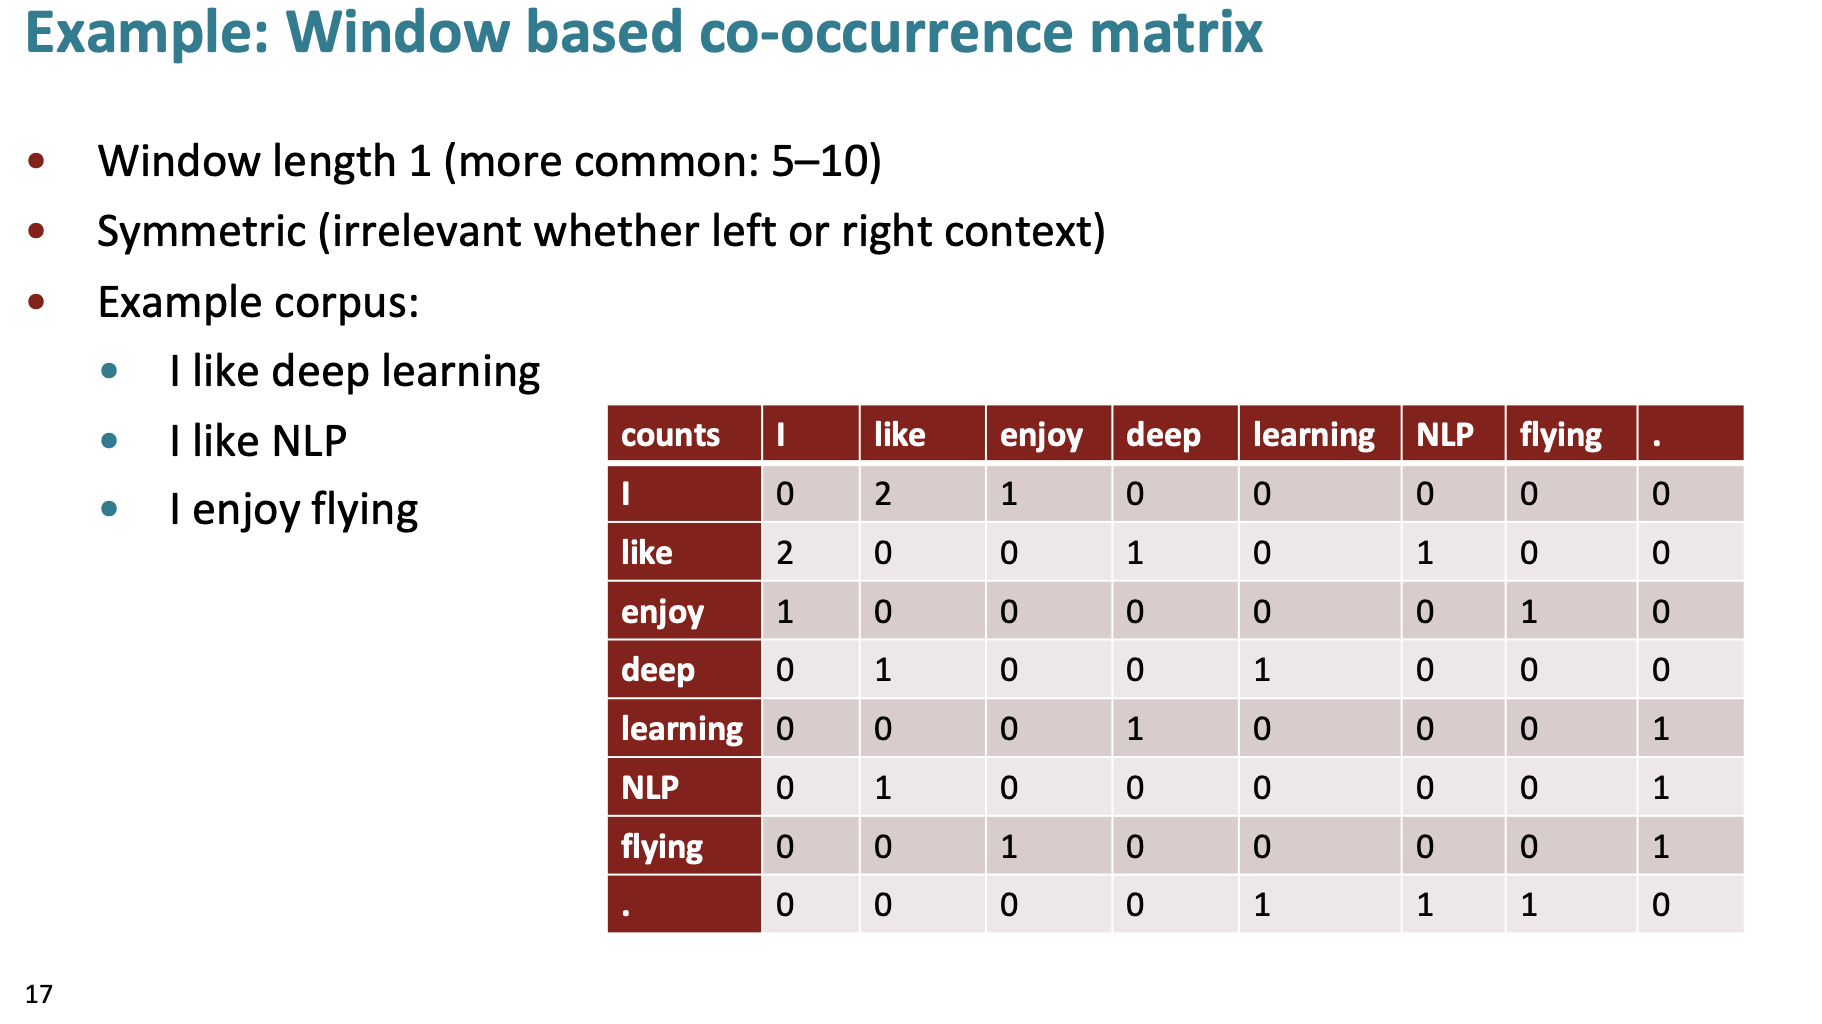 Example: Window based co-occurrence matrix
• Window length 1 (more common: 5–10)
• Symmetric (irrelevant whether left or right context)
• Example corpus:
• I like deep learning
• I like NLP
• I enjoy flying
counts I like enjoy deep learning NLP flying .
I 0 2 1 0 0 0 0 0
like 2 0 0 1 0 1 0 0
enjoy 1 0 0 0 0 0 1 0
deep 0 1 0 0 1 0 0 0
learning 0 0 0 1 0 0 0 1
NLP 0 1 0 0 0 0 0 1
flying 0 0 1 0 0 0 0 1
. 0 0 0 0 1 1 1 0
17